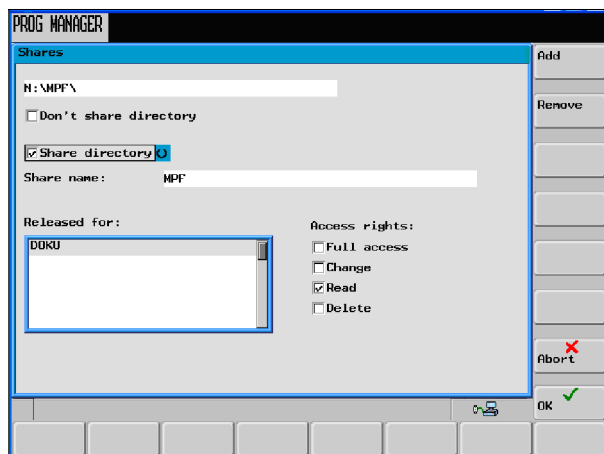 PROG MANAGER
Shares
Add
N:\MPF\
Remove
Don't share directory
Share directory
Share name: MPF
Released for:
Access rights:
DOKU
Full access
Change
Read
Delete
Abort
OK